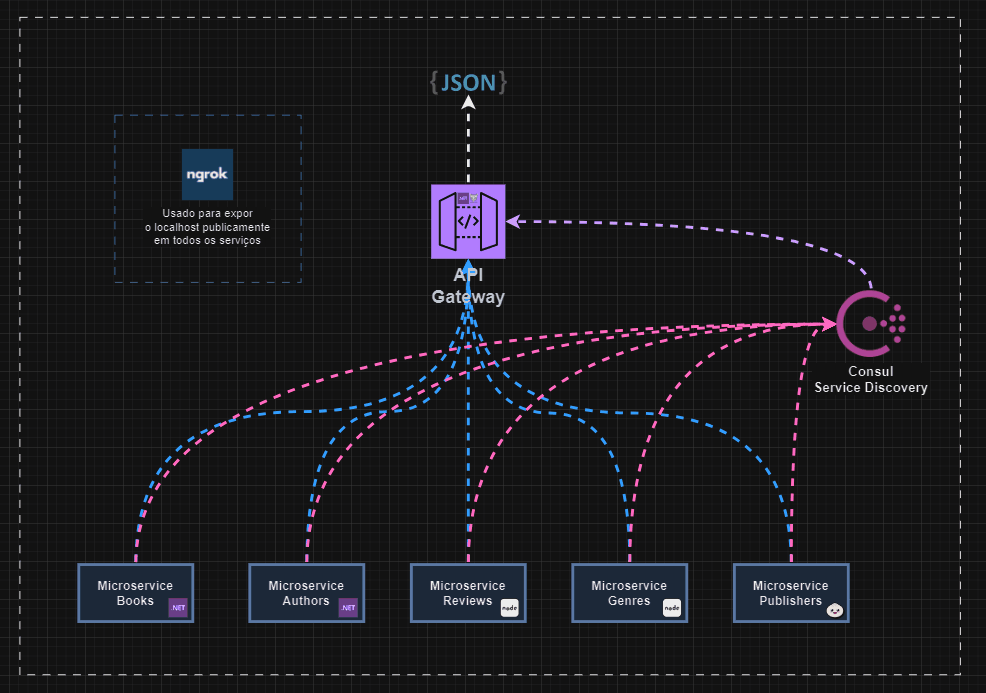 {JSON}
ngrok
Usado para expor
o localhost publicamente
em todos os serviços
.NET
</>
API
Gateway
Consul
Service Discovery
Microservice
Books
.NET
Microservice
Authors
.NET
Microservice
Reviews
node
Microservice
Genres
node
Microservice
Publishers